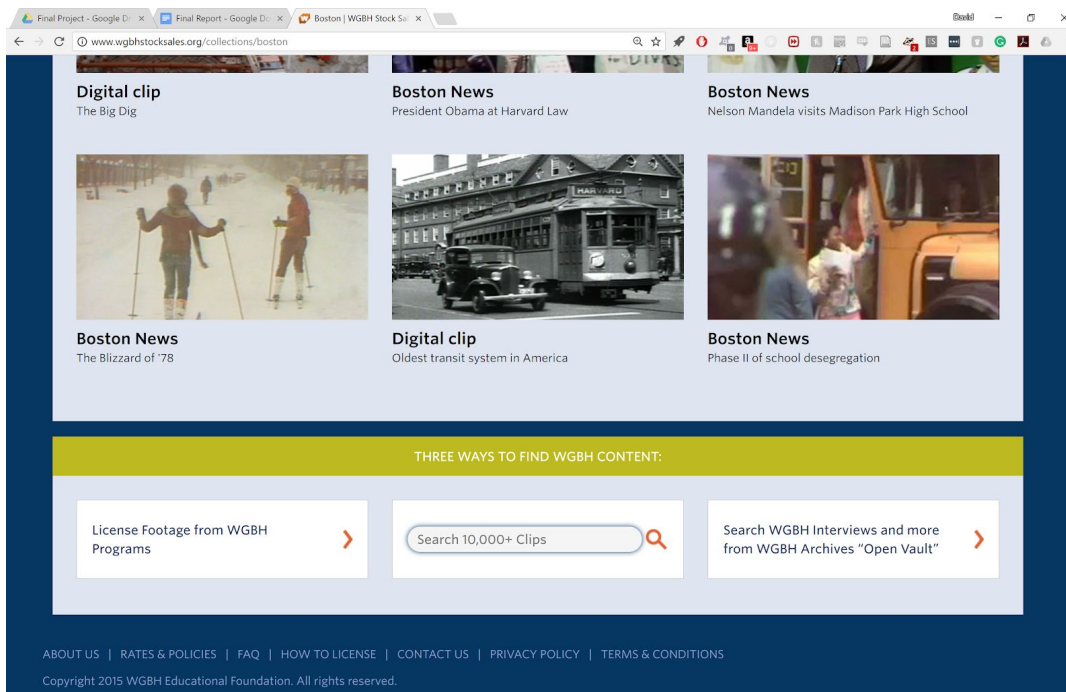 Final Project - Google Dr
Final Report - Google Do
Boston | WGBH Stock Sal
David
www.wgbhstocksales.org/collections/boston
Digital clip
The Big Dig
Boston News
President Obama at Harvard Law
Boston News
Nelson Mandela visits Madison Park High School
HARVARD
Boston News
The Blizzard of '78
Digital clip
Oldest transit system in America
Boston News
Phase II of school desegregation
THREE WAYS TO FIND WGBH CONTENT:
License Footage from WGBH
Programs
Search 10,000+ Clips
Search WGBH Interviews and more
from WGBH Archives “Open Vault”
ABOUT US | RATES & POLICIES | FAQ | HOW TO LICENSE | CONTACT US | PRIVACY POLICY | TERMS & CONDITIONS
Copyright 2015 WGBH Educational Foundation. All rights reserved.